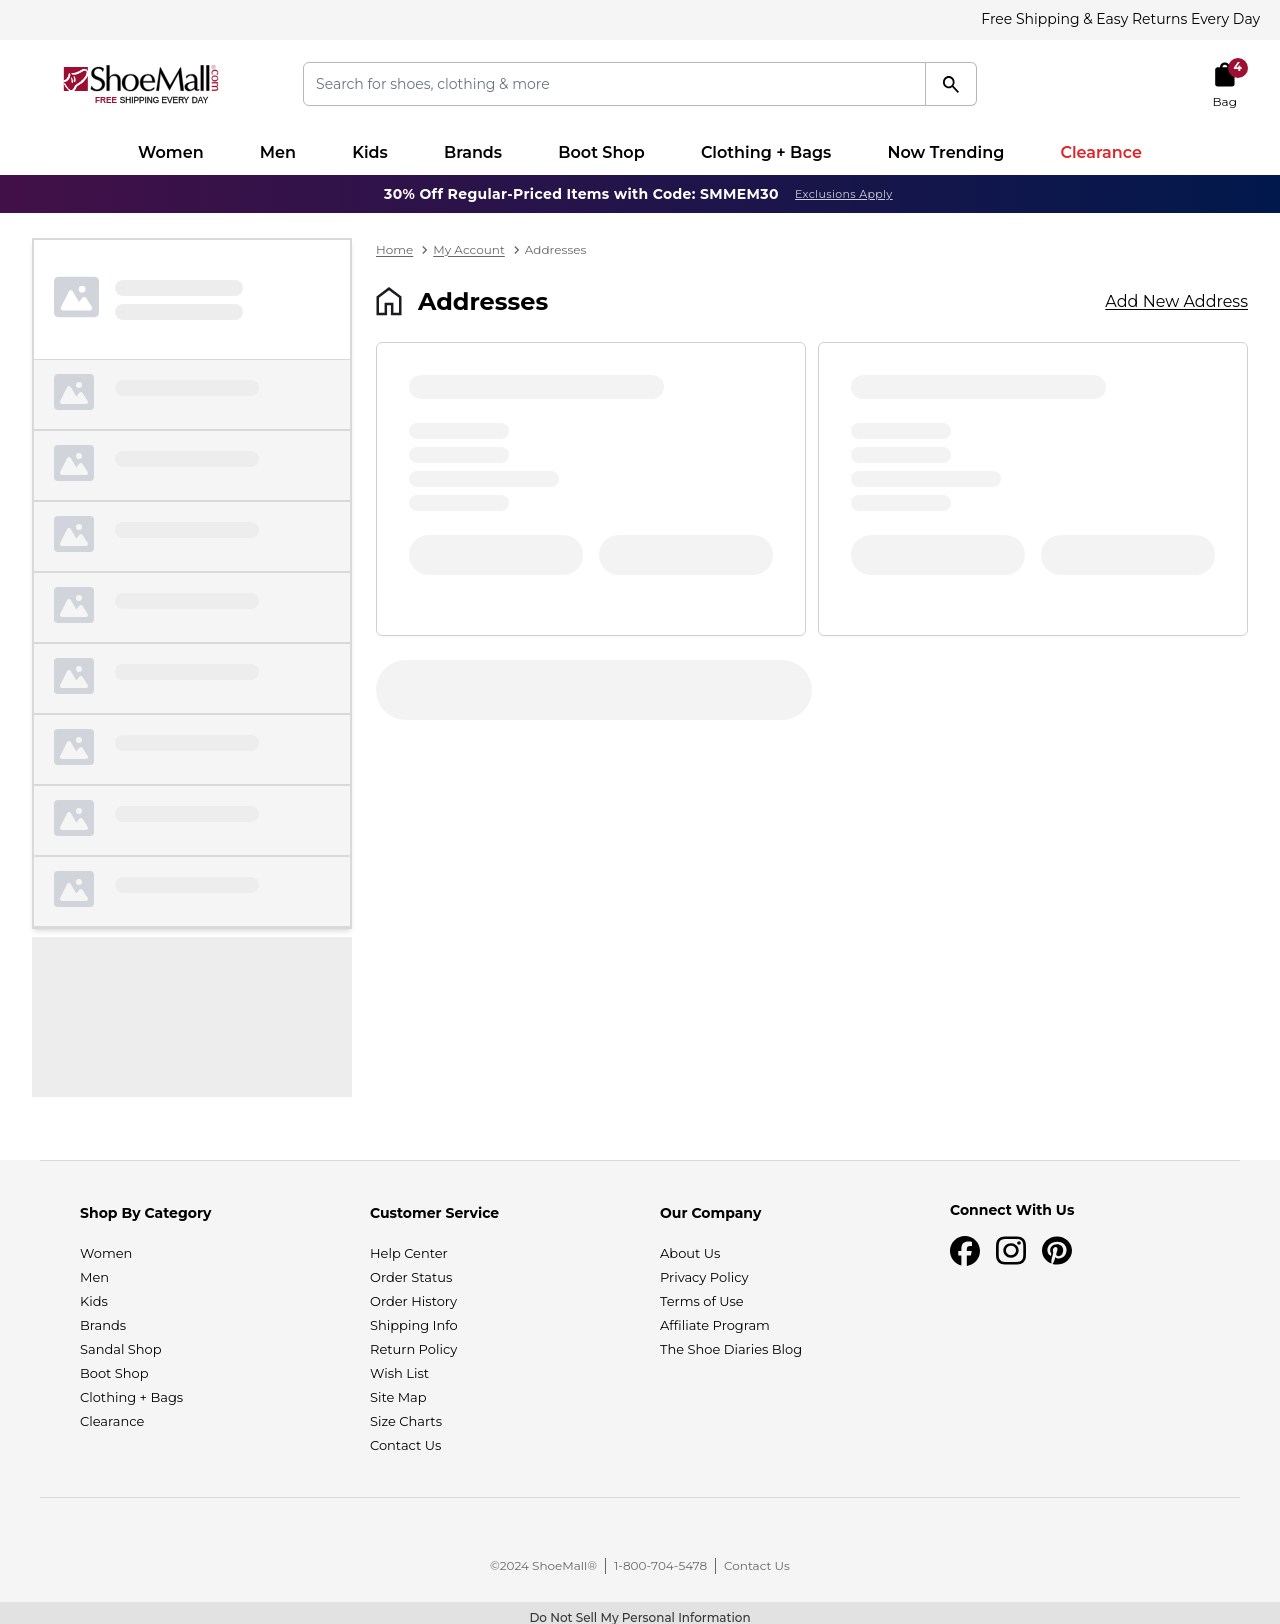 Free Shipping & Easy Returns Every Day
ShoeMall®.com
FREE SHIPPING EVERY DAY
Search for shoes, clothing & more
4
Bag
Women Men Kids Brands Boot Shop Clothing + Bags Now Trending Clearance
30% Off Regular-Priced Items with Code: SMMEM30 Exclusions Apply
Home > My Account > Addresses
Addresses
Add New Address
Shop By Category
Women
Men
Kids
Brands
Sandal Shop
Boot Shop
Clothing + Bags
Clearance
Customer Service
Help Center
Order Status
Order History
Shipping Info
Return Policy
Wish List
Site Map
Size Charts
Contact Us
Our Company
About Us
Privacy Policy
Terms of Use
Affiliate Program
The Shoe Diaries Blog
Connect With Us
©2024 ShoeMall® | 1-800-704-5478 | Contact Us
Do Not Sell My Personal Information